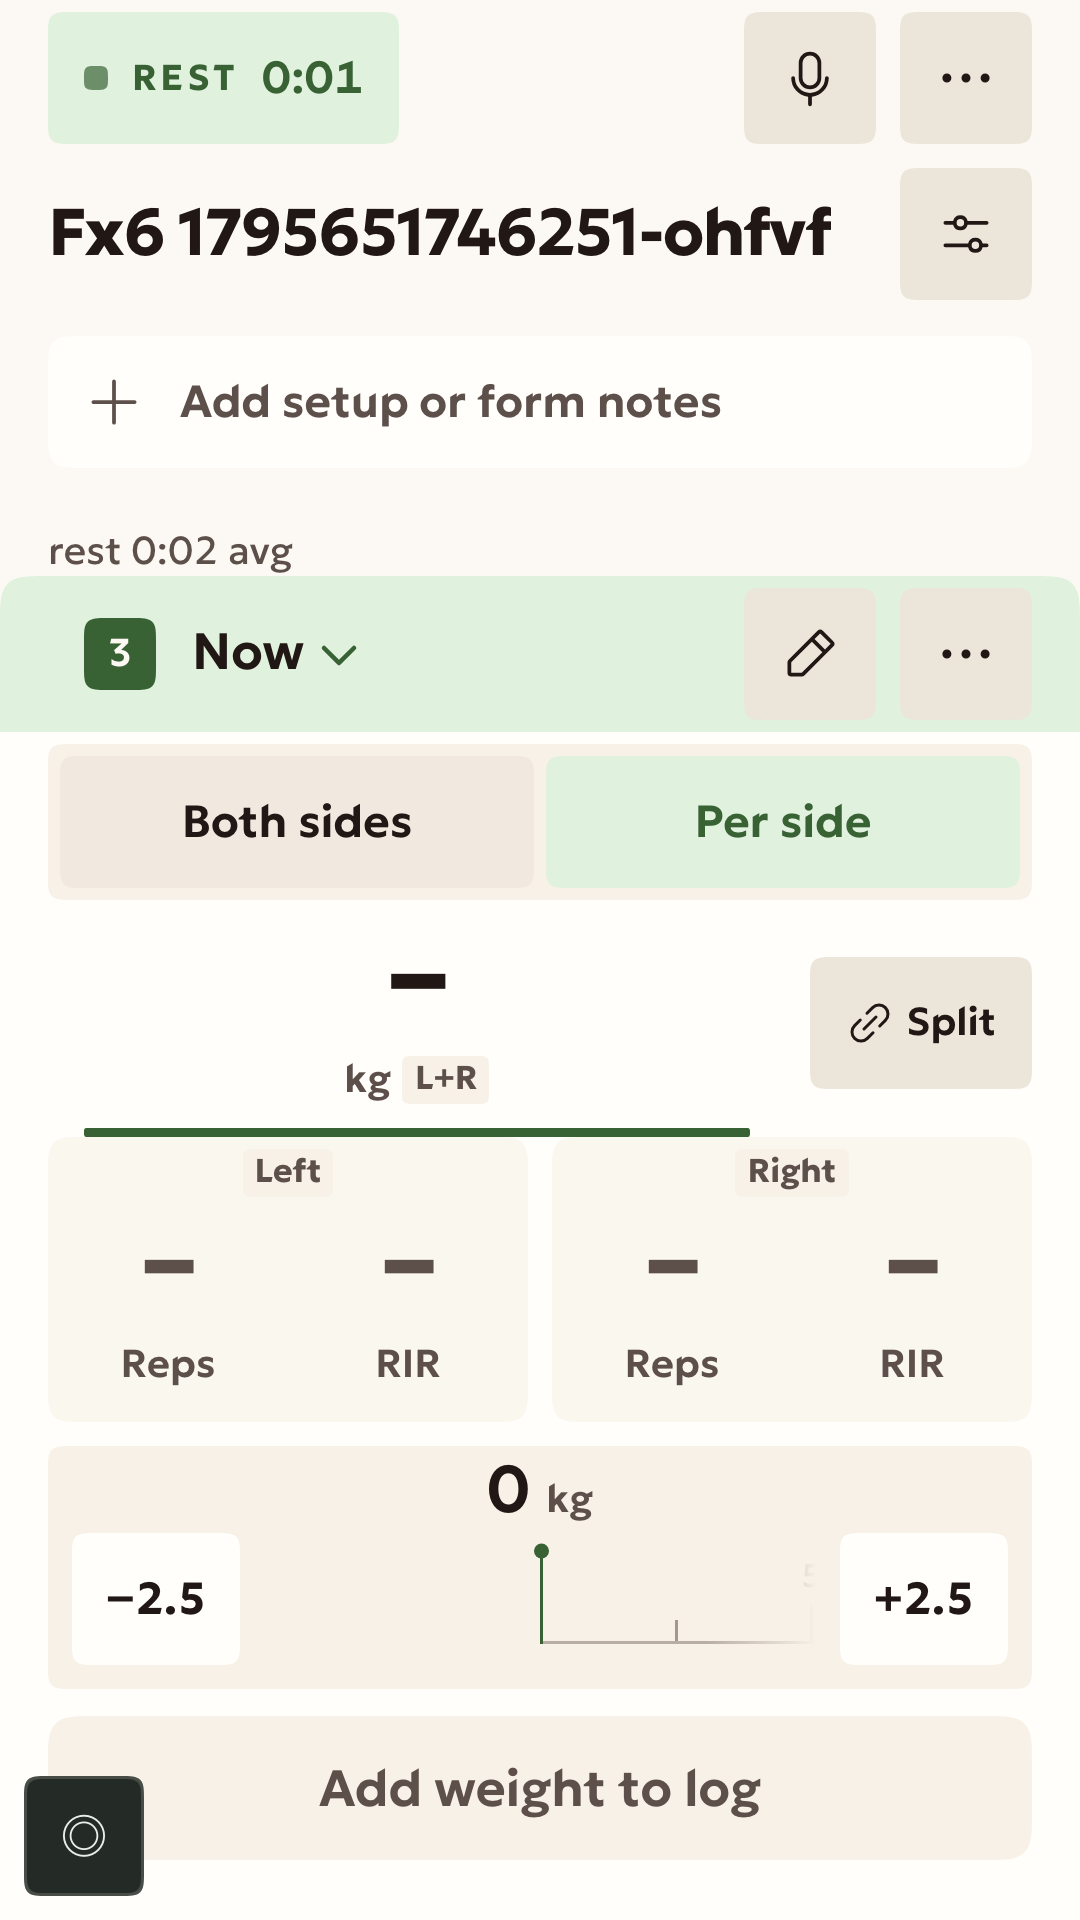 REST 0:01
Fx6 1795651746251-ohfvf
Add setup or form notes
rest 0:02 avg
3 Now
Both sides Per side
–
Split
kg L+R
Left Right
– – – –
Reps RIR Reps RIR
0 kg
5
−2.5 +2.5
Add weight to log